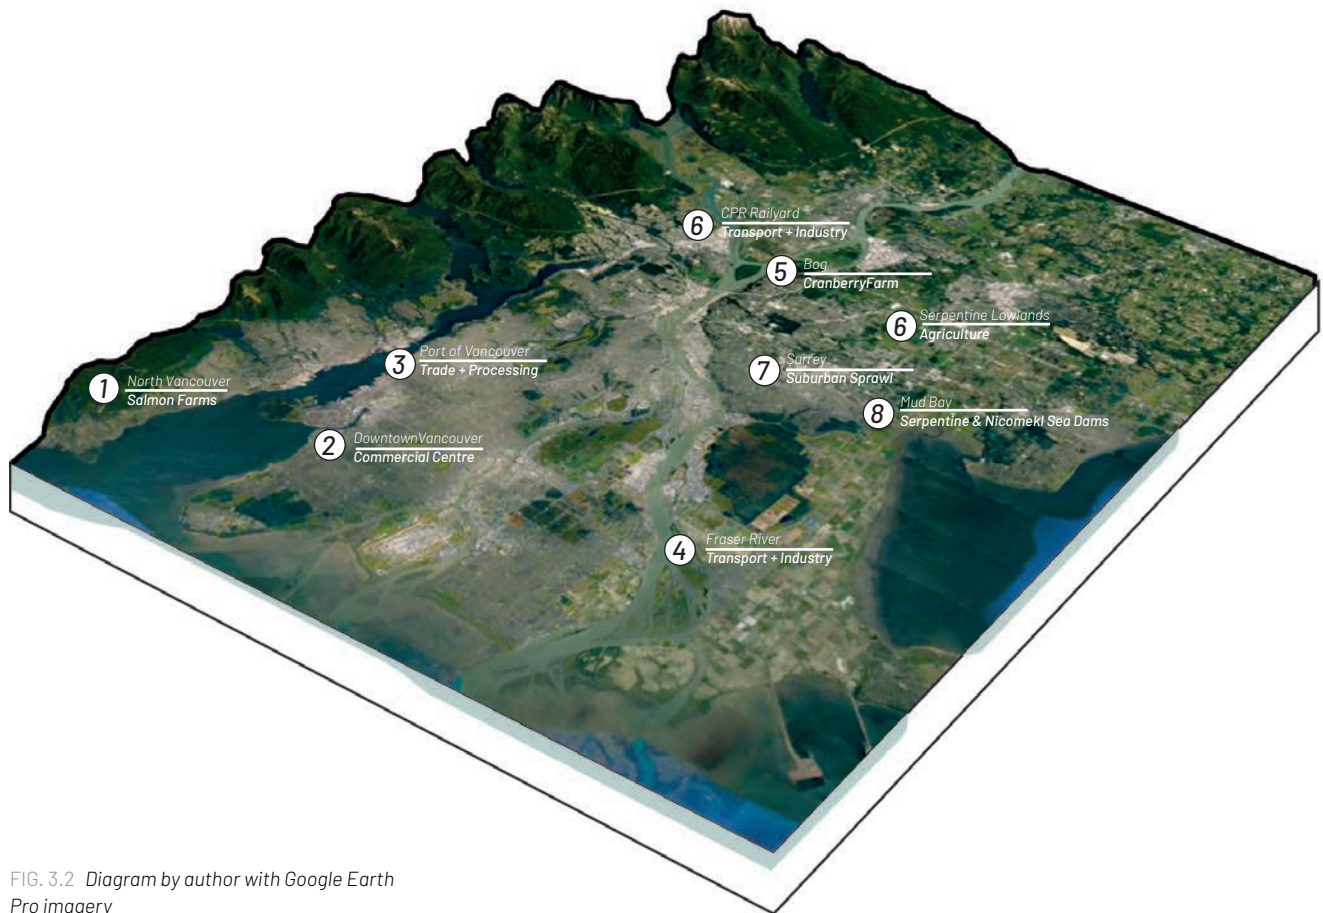 6
CPR Railyard
Transport + Industry
5
Bog
CranberryFarm
6
Serpentine Lowlands
Agriculture
3
Port of Vancouver
Trade + Processing
7
Surrey
Suburban Sprawl
1
North Vancouver
Salmon Farms
8
Mud Bay
Serpentine & Nicomekl Sea Dams
2
DowntownVancouver
Commercial Centre
4
Fraser River
Transport + Industry
FIG. 3.2 Diagram by author with Google Earth
Pro imagery